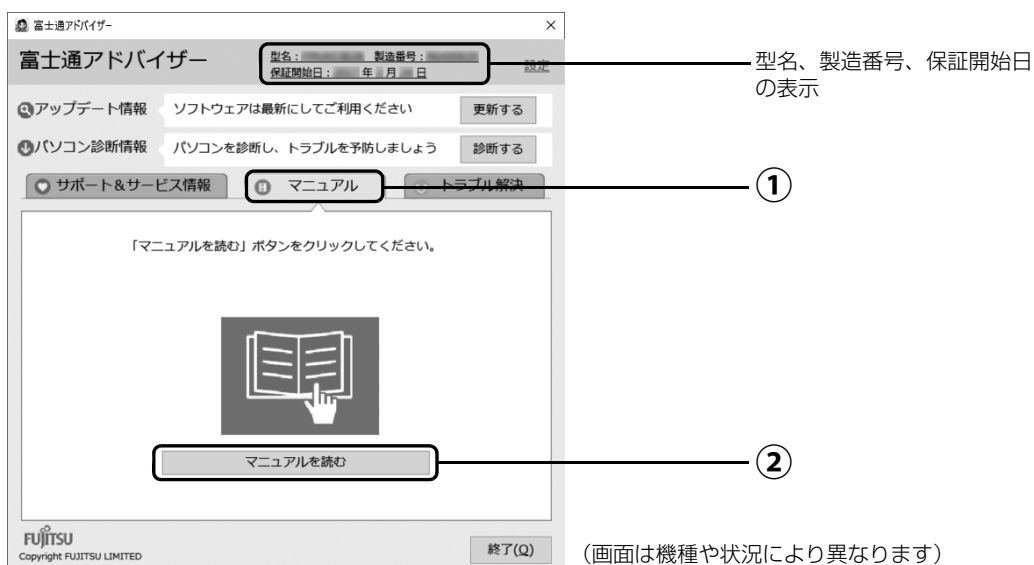 富士通アドバイザー
富士通アドバイザー
型名： 製造番号：
保証開始日： 年 月 日
設定
型名、製造番号、保証開始日
の表示
アップデート情報
ソフトウェアは最新にしてご利用ください
更新する
パソコン診断情報
パソコンを診断し、トラブルを予防しましょう
診断する
サポート&サービス情報
マニュアル
トラブル解決
①
「マニュアルを読む」ボタンをクリックしてください。
マニュアルを読む
②
FUJITSU
Copyright FUJITSU LIMITED
終了(Q)
（画面は機種や状況により異なります）